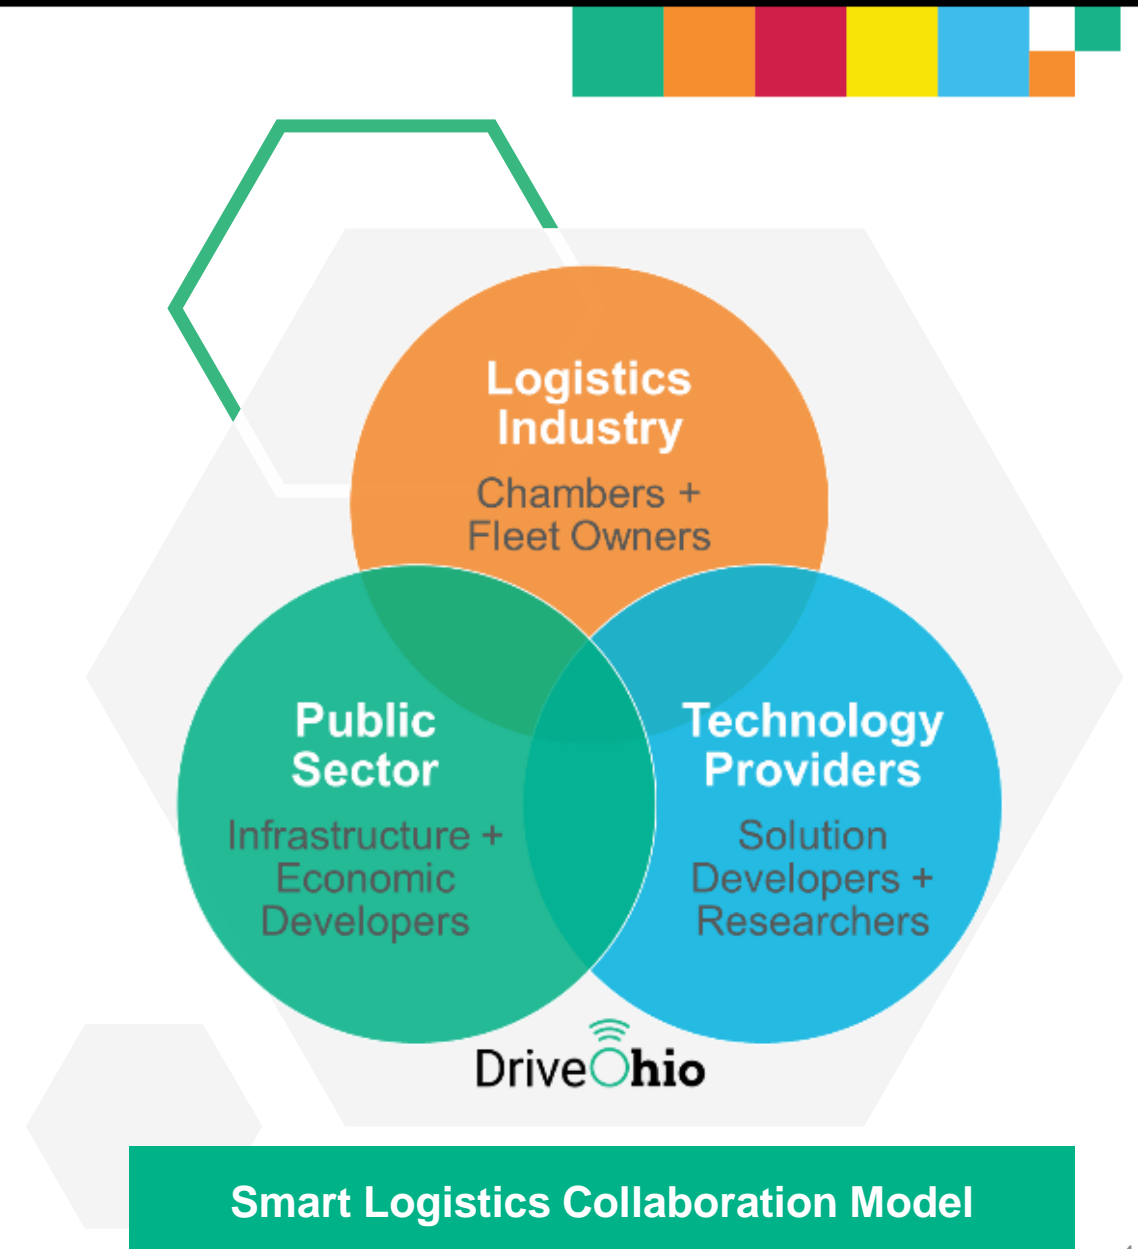 Logistics
Industry
Chambers +
Fleet Owners
Public
Sector
Infrastructure +
Economic
Developers
Technology
Providers
Solution
Developers +
Researchers
DriveOhio
Smart Logistics Collaboration Model